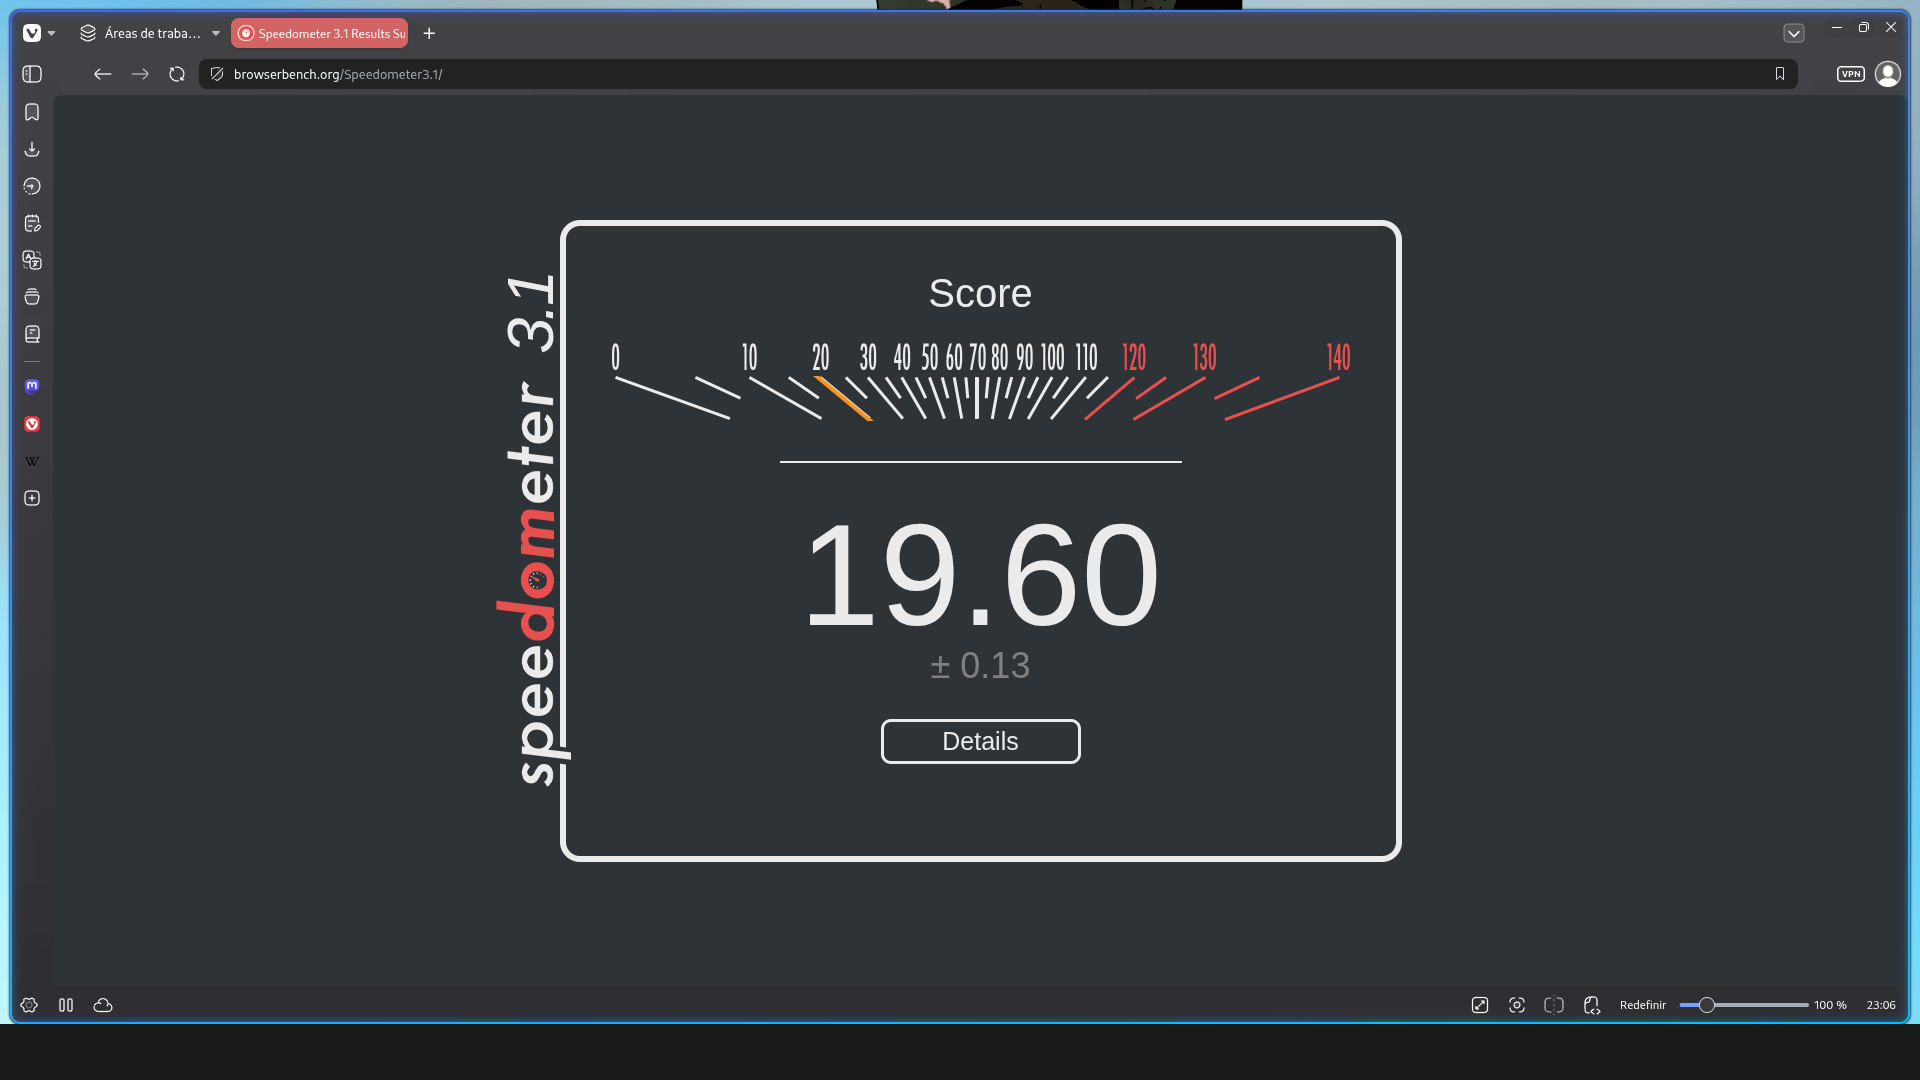 Áreas de traba...
Speedometer 3.1 Results Su
browserbench.org/Speedometer3.1/
VPN
speedometer 3.1
Score
0 10 20 30 40 50 60 70 80 90 100 110 120 130 140
19.60
± 0.13
Details
W
Redefinir
100 %
23:06